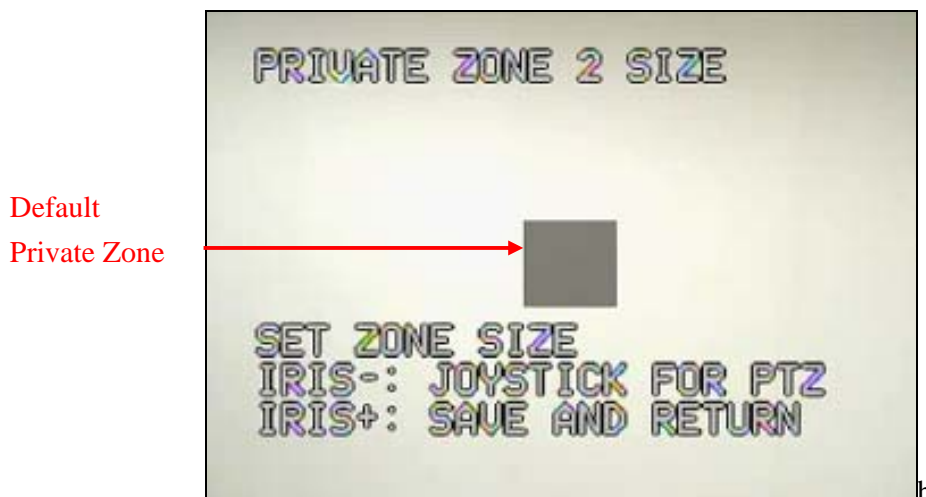 PRIVATE ZONE 2 SIZE
Default
Private Zone
SET ZONE SIZE
IRIS-: JOYSTICK FOR PTZ
IRIS+: SAVE AND RETURN